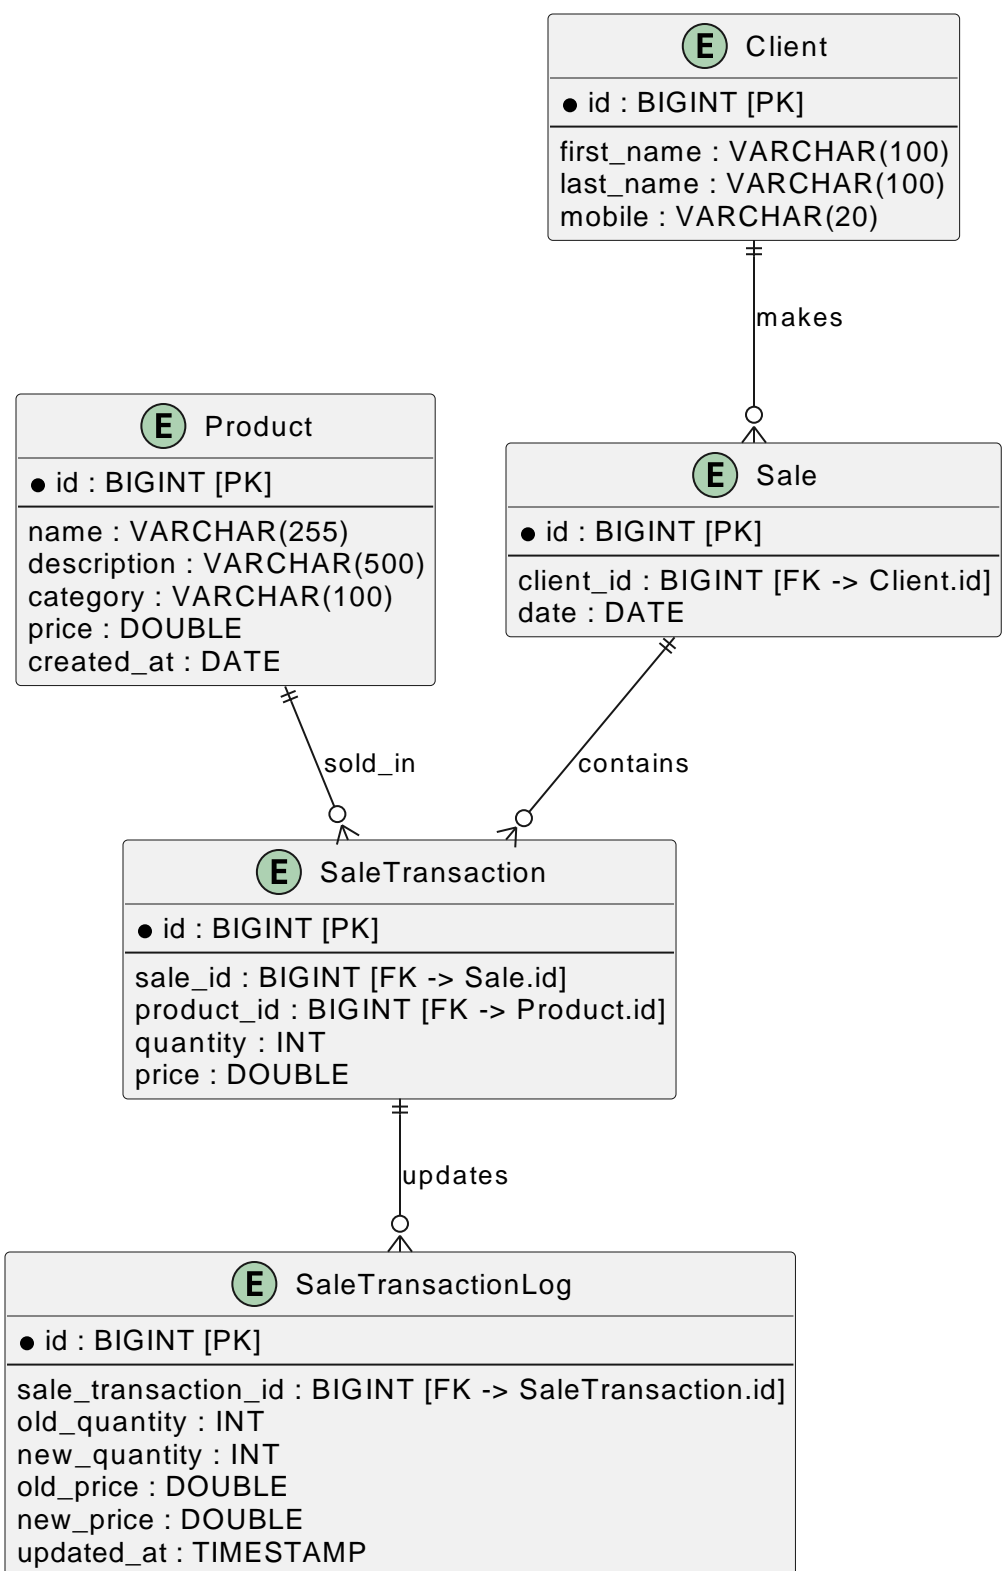 E Client
id : BIGINT [PK]
first_name : VARCHAR(100)
last_name : VARCHAR(100)
mobile : VARCHAR(20)
makes
E Product
id : BIGINT [PK]
name : VARCHAR(255)
description : VARCHAR(500)
category : VARCHAR(100)
price : DOUBLE
created_at : DATE
E Sale
id : BIGINT [PK]
client_id : BIGINT [FK -> Client.id]
date : DATE
sold_in
contains
E SaleTransaction
id : BIGINT [PK]
sale_id : BIGINT [FK -> Sale.id]
product_id : BIGINT [FK -> Product.id]
quantity : INT
price : DOUBLE
updates
E SaleTransactionLog
id : BIGINT [PK]
sale_transaction_id : BIGINT [FK -> SaleTransaction.id]
old_quantity : INT
new_quantity : INT
old_price : DOUBLE
new_price : DOUBLE
updated_at : TIMESTAMP